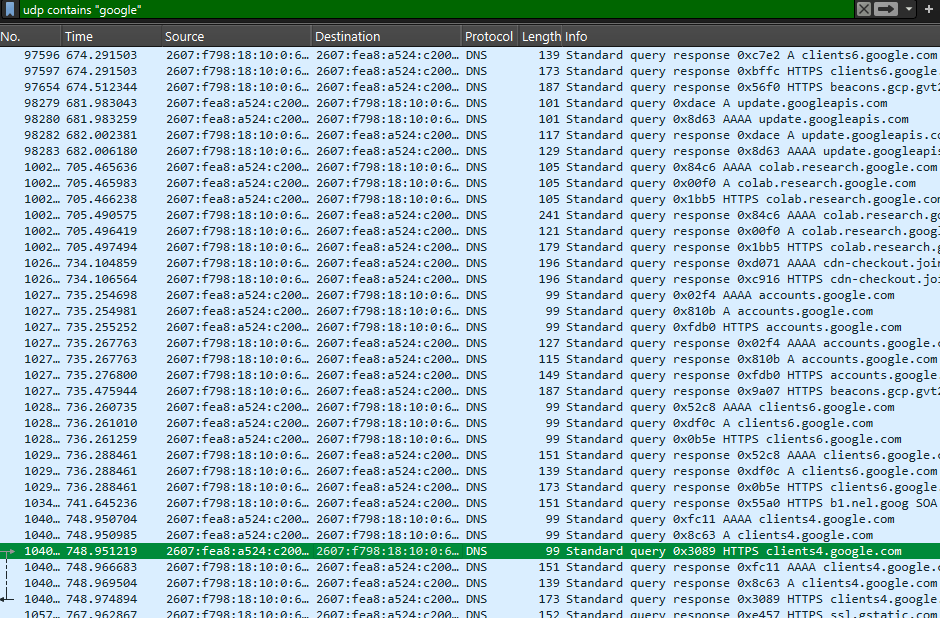 udp contains "google"
No. Time Source Destination Protocol Length Info
97596 674.291503 2607:f798:18:10:0:6… 2607:fea8:a524:c200… DNS 139 Standard query response 0xc7e2 A clients6.google.com
97597 674.291503 2607:f798:18:10:0:6… 2607:fea8:a524:c200… DNS 173 Standard query response 0xbffc HTTPS clients6.google
97654 674.512344 2607:f798:18:10:0:6… 2607:fea8:a524:c200… DNS 187 Standard query response 0x56f0 HTTPS beacons.gcp.gvt2
98279 681.983043 2607:fea8:a524:c200… 2607:f798:18:10:0:6… DNS 101 Standard query 0xdace A update.googleapis.com
98280 681.983259 2607:fea8:a524:c200… 2607:f798:18:10:0:6… DNS 101 Standard query 0x8d63 AAAA update.googleapis.com
98282 682.002381 2607:f798:18:10:0:6… 2607:fea8:a524:c200… DNS 117 Standard query response 0xdace A update.googleapis.co
98283 682.006180 2607:f798:18:10:0:6… 2607:fea8:a524:c200… DNS 129 Standard query response 0x8d63 AAAA update.googleapis
1002… 705.465636 2607:fea8:a524:c200… 2607:f798:18:10:0:6… DNS 105 Standard query 0x84c6 AAAA colab.research.google.com
1002… 705.465983 2607:fea8:a524:c200… 2607:f798:18:10:0:6… DNS 105 Standard query 0x00f0 A colab.research.google.com
1002… 705.466238 2607:fea8:a524:c200… 2607:f798:18:10:0:6… DNS 105 Standard query 0x1bb5 HTTPS colab.research.google.com
1002… 705.490575 2607:f798:18:10:0:6… 2607:fea8:a524:c200… DNS 241 Standard query response 0x84c6 AAAA colab.research.go
1002… 705.496419 2607:f798:18:10:0:6… 2607:fea8:a524:c200… DNS 121 Standard query response 0x00f0 A colab.research.googl
1002… 705.497494 2607:f798:18:10:0:6… 2607:fea8:a524:c200… DNS 179 Standard query response 0x1bb5 HTTPS colab.research.g
1026… 734.104859 2607:f798:18:10:0:6… 2607:fea8:a524:c200… DNS 196 Standard query response 0xd071 AAAA cdn-checkout.join
1026… 734.106564 2607:f798:18:10:0:6… 2607:fea8:a524:c200… DNS 196 Standard query response 0xc916 HTTPS cdn-checkout.joi
1027… 735.254698 2607:fea8:a524:c200… 2607:f798:18:10:0:6… DNS 99 Standard query 0x02f4 AAAA accounts.google.com
1027… 735.254981 2607:fea8:a524:c200… 2607:f798:18:10:0:6… DNS 99 Standard query 0x810b A accounts.google.com
1027… 735.255252 2607:fea8:a524:c200… 2607:f798:18:10:0:6… DNS 99 Standard query 0xfdb0 HTTPS accounts.google.com
1027… 735.267763 2607:f798:18:10:0:6… 2607:fea8:a524:c200… DNS 127 Standard query response 0x02f4 AAAA accounts.google.c
1027… 735.267763 2607:f798:18:10:0:6… 2607:fea8:a524:c200… DNS 115 Standard query response 0x810b A accounts.google.com
1027… 735.276800 2607:f798:18:10:0:6… 2607:fea8:a524:c200… DNS 149 Standard query response 0xfdb0 HTTPS accounts.google.
1027… 735.475944 2607:f798:18:10:0:6… 2607:fea8:a524:c200… DNS 187 Standard query response 0x9a07 HTTPS beacons.gcp.gvt2
1028… 736.260735 2607:fea8:a524:c200… 2607:f798:18:10:0:6… DNS 99 Standard query 0x52c8 AAAA clients6.google.com
1028… 736.261010 2607:fea8:a524:c200… 2607:f798:18:10:0:6… DNS 99 Standard query 0xdf0c A clients6.google.com
1028… 736.261259 2607:fea8:a524:c200… 2607:f798:18:10:0:6… DNS 99 Standard query 0x0b5e HTTPS clients6.google.com
1029… 736.288461 2607:f798:18:10:0:6… 2607:fea8:a524:c200… DNS 151 Standard query response 0x52c8 AAAA clients6.google.c
1029… 736.288461 2607:f798:18:10:0:6… 2607:fea8:a524:c200… DNS 139 Standard query response 0xdf0c A clients6.google.com
1029… 736.288461 2607:f798:18:10:0:6… 2607:fea8:a524:c200… DNS 173 Standard query response 0x0b5e HTTPS clients6.google.
1034… 741.645236 2607:f798:18:10:0:6… 2607:fea8:a524:c200… DNS 151 Standard query response 0x55a0 HTTPS b1.nel.goog SOA
1040… 748.950704 2607:fea8:a524:c200… 2607:f798:18:10:0:6… DNS 99 Standard query 0xfc11 AAAA clients4.google.com
1040… 748.950985 2607:fea8:a524:c200… 2607:f798:18:10:0:6… DNS 99 Standard query 0x8c63 A clients4.google.com
1040… 748.951219 2607:fea8:a524:c200… 2607:f798:18:10:0:6… DNS 99 Standard query 0x3089 HTTPS clients4.google.com
1040… 748.966683 2607:f798:18:10:0:6… 2607:fea8:a524:c200… DNS 151 Standard query response 0xfc11 AAAA clients4.google.c
1040… 748.969504 2607:f798:18:10:0:6… 2607:fea8:a524:c200… DNS 139 Standard query response 0x8c63 A clients4.google.com
1040… 748.974894 2607:f798:18:10:0:6… 2607:fea8:a524:c200… DNS 173 Standard query response 0x3089 HTTPS clients4.google.
1057… 767.962867 2607:f798:18:10:0:6… 2607:fea8:a524:c200… DNS 152 Standard query response 0xe457 HTTPS ssl.gstatic.com